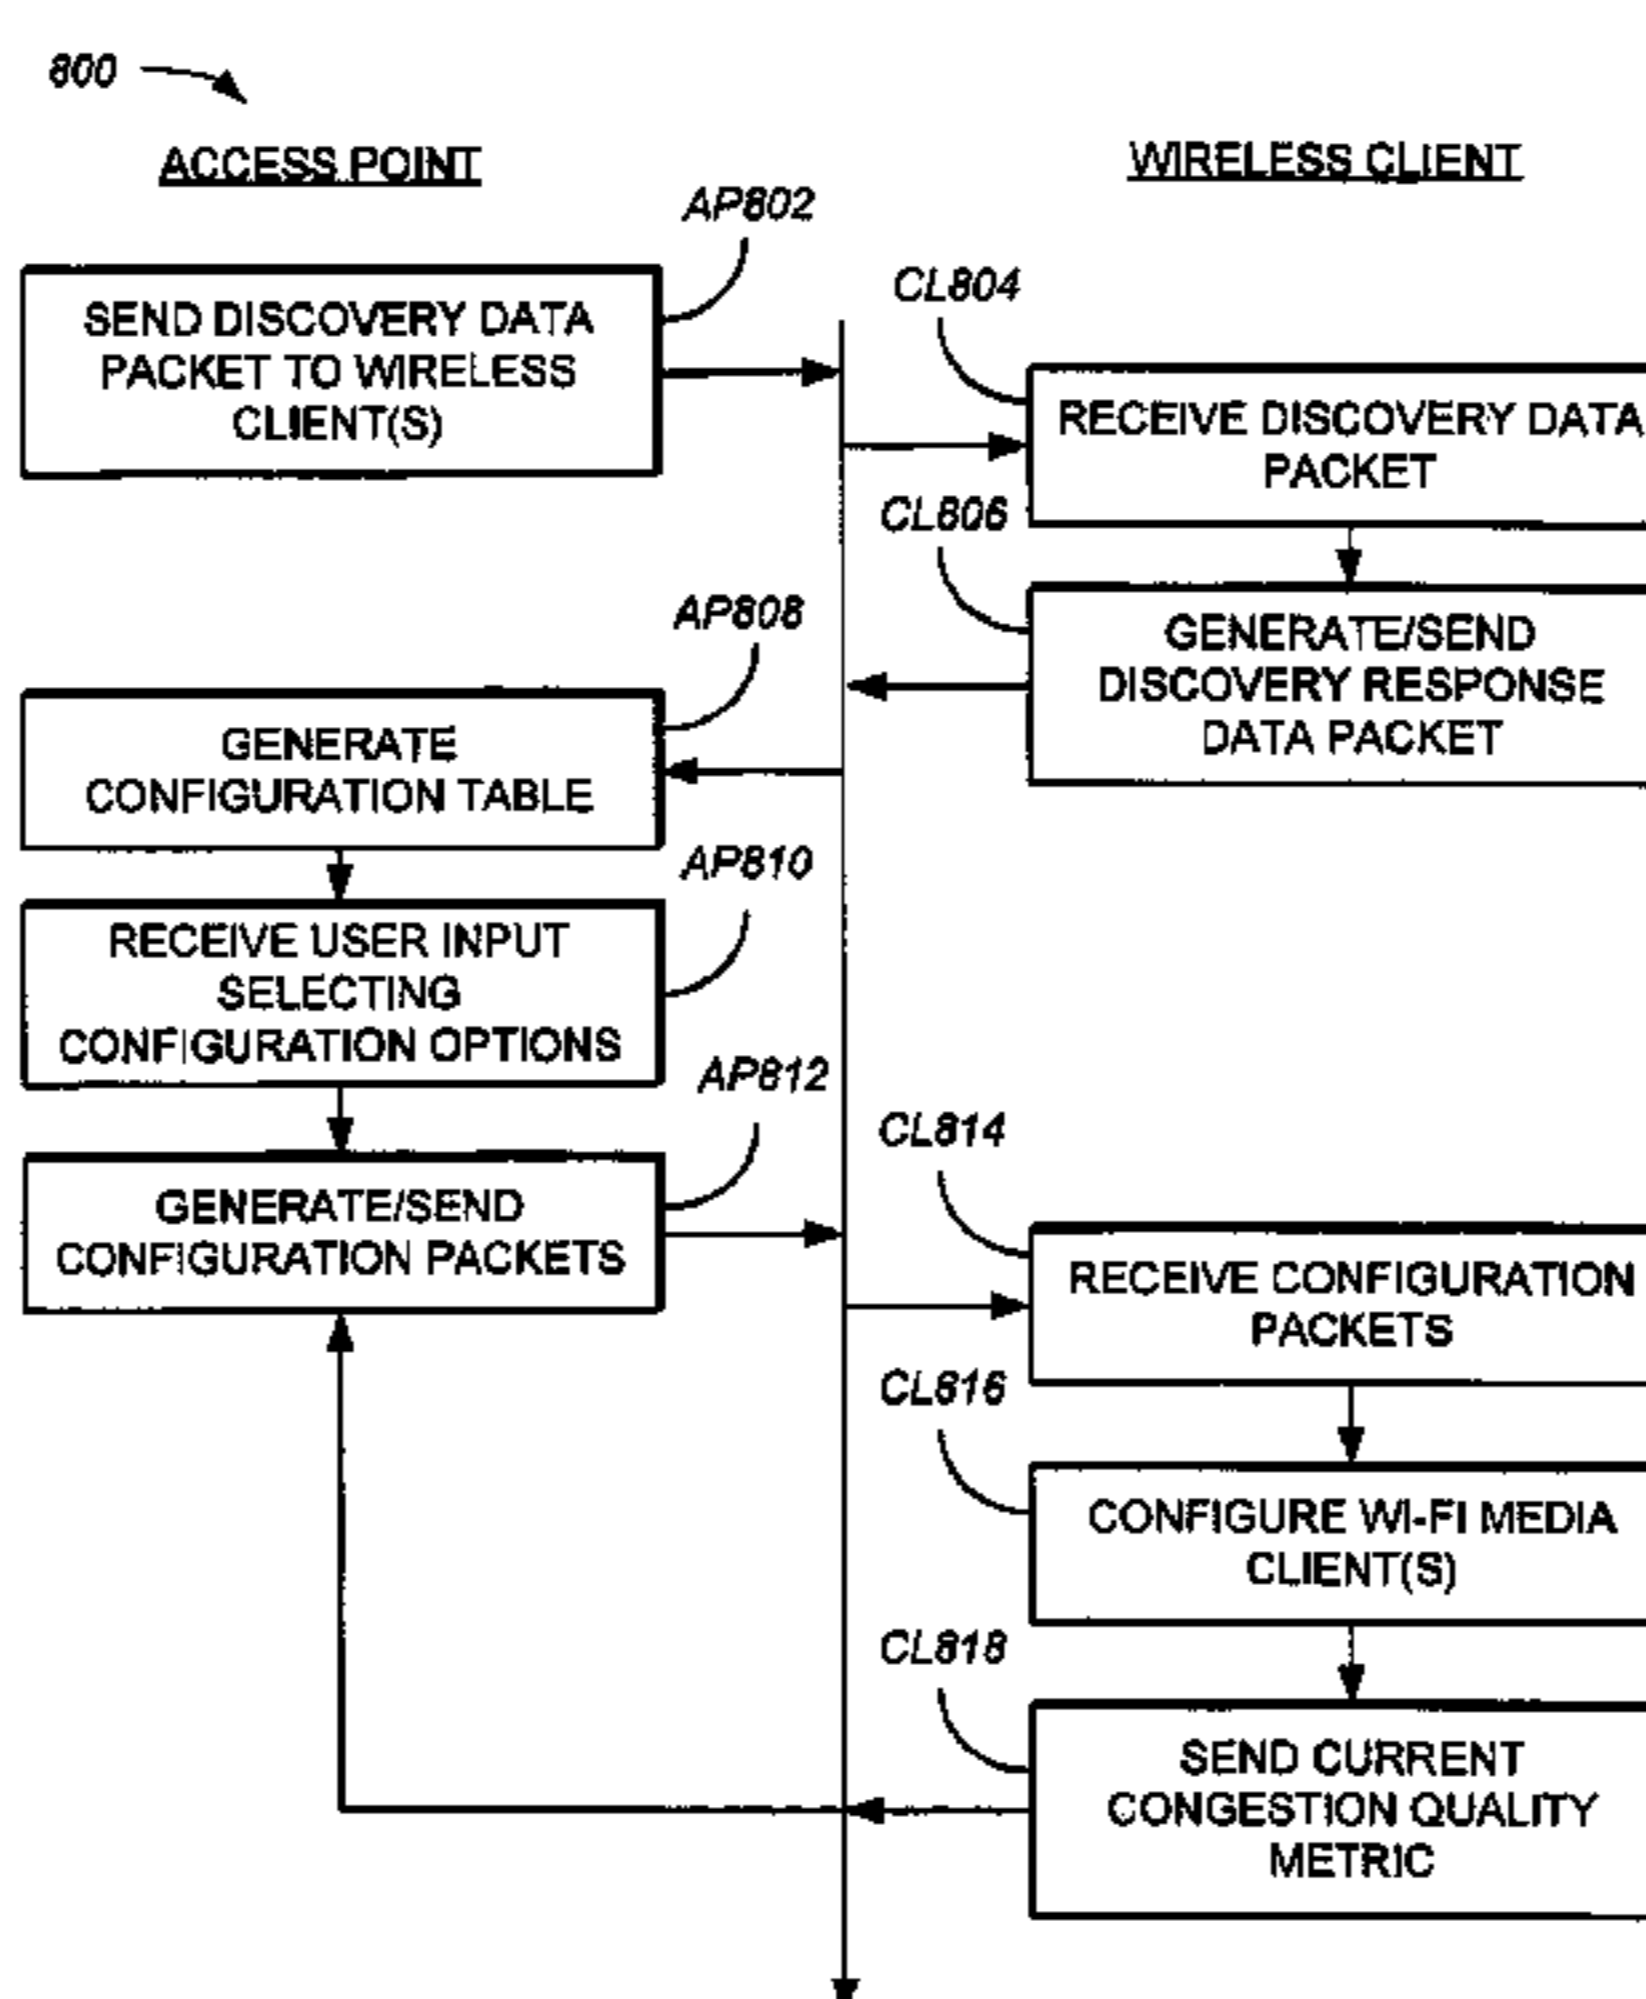 800
ACCESS POINT
WIRELESS CLIENT
AP802
SEND DISCOVERY DATA
PACKET TO WIRELESS
CLIENT(S)
CL804
RECEIVE DISCOVERY DATA
PACKET
CL806
GENERATE/SEND
DISCOVERY RESPONSE
DATA PACKET
AP808
GENERATE
CONFIGURATION TABLE
AP810
RECEIVE USER INPUT
SELECTING
CONFIGURATION OPTIONS
AP812
GENERATE/SEND
CONFIGURATION PACKETS
CL814
RECEIVE CONFIGURATION
PACKETS
CL816
CONFIGURE WI-FI MEDIA
CLIENT(S)
CL818
SEND CURRENT
CONGESTION QUALITY
METRIC